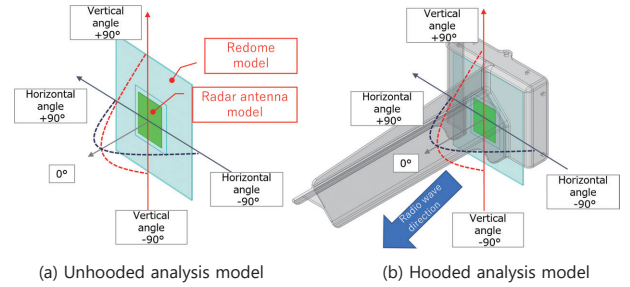 Vertical
angle
+90°
Redome
model
Horizontal
angle
+90°
Radar antenna
model
0°
Horizontal
angle
-90°
Vertical
angle
-90°
(a) Unhooded analysis model
Vertical
angle
+90°
Horizontal
angle
+90°
0°
Horizontal
angle
-90°
Radio wave
direction
Vertical
angle
-90°
(b) Hooded analysis model